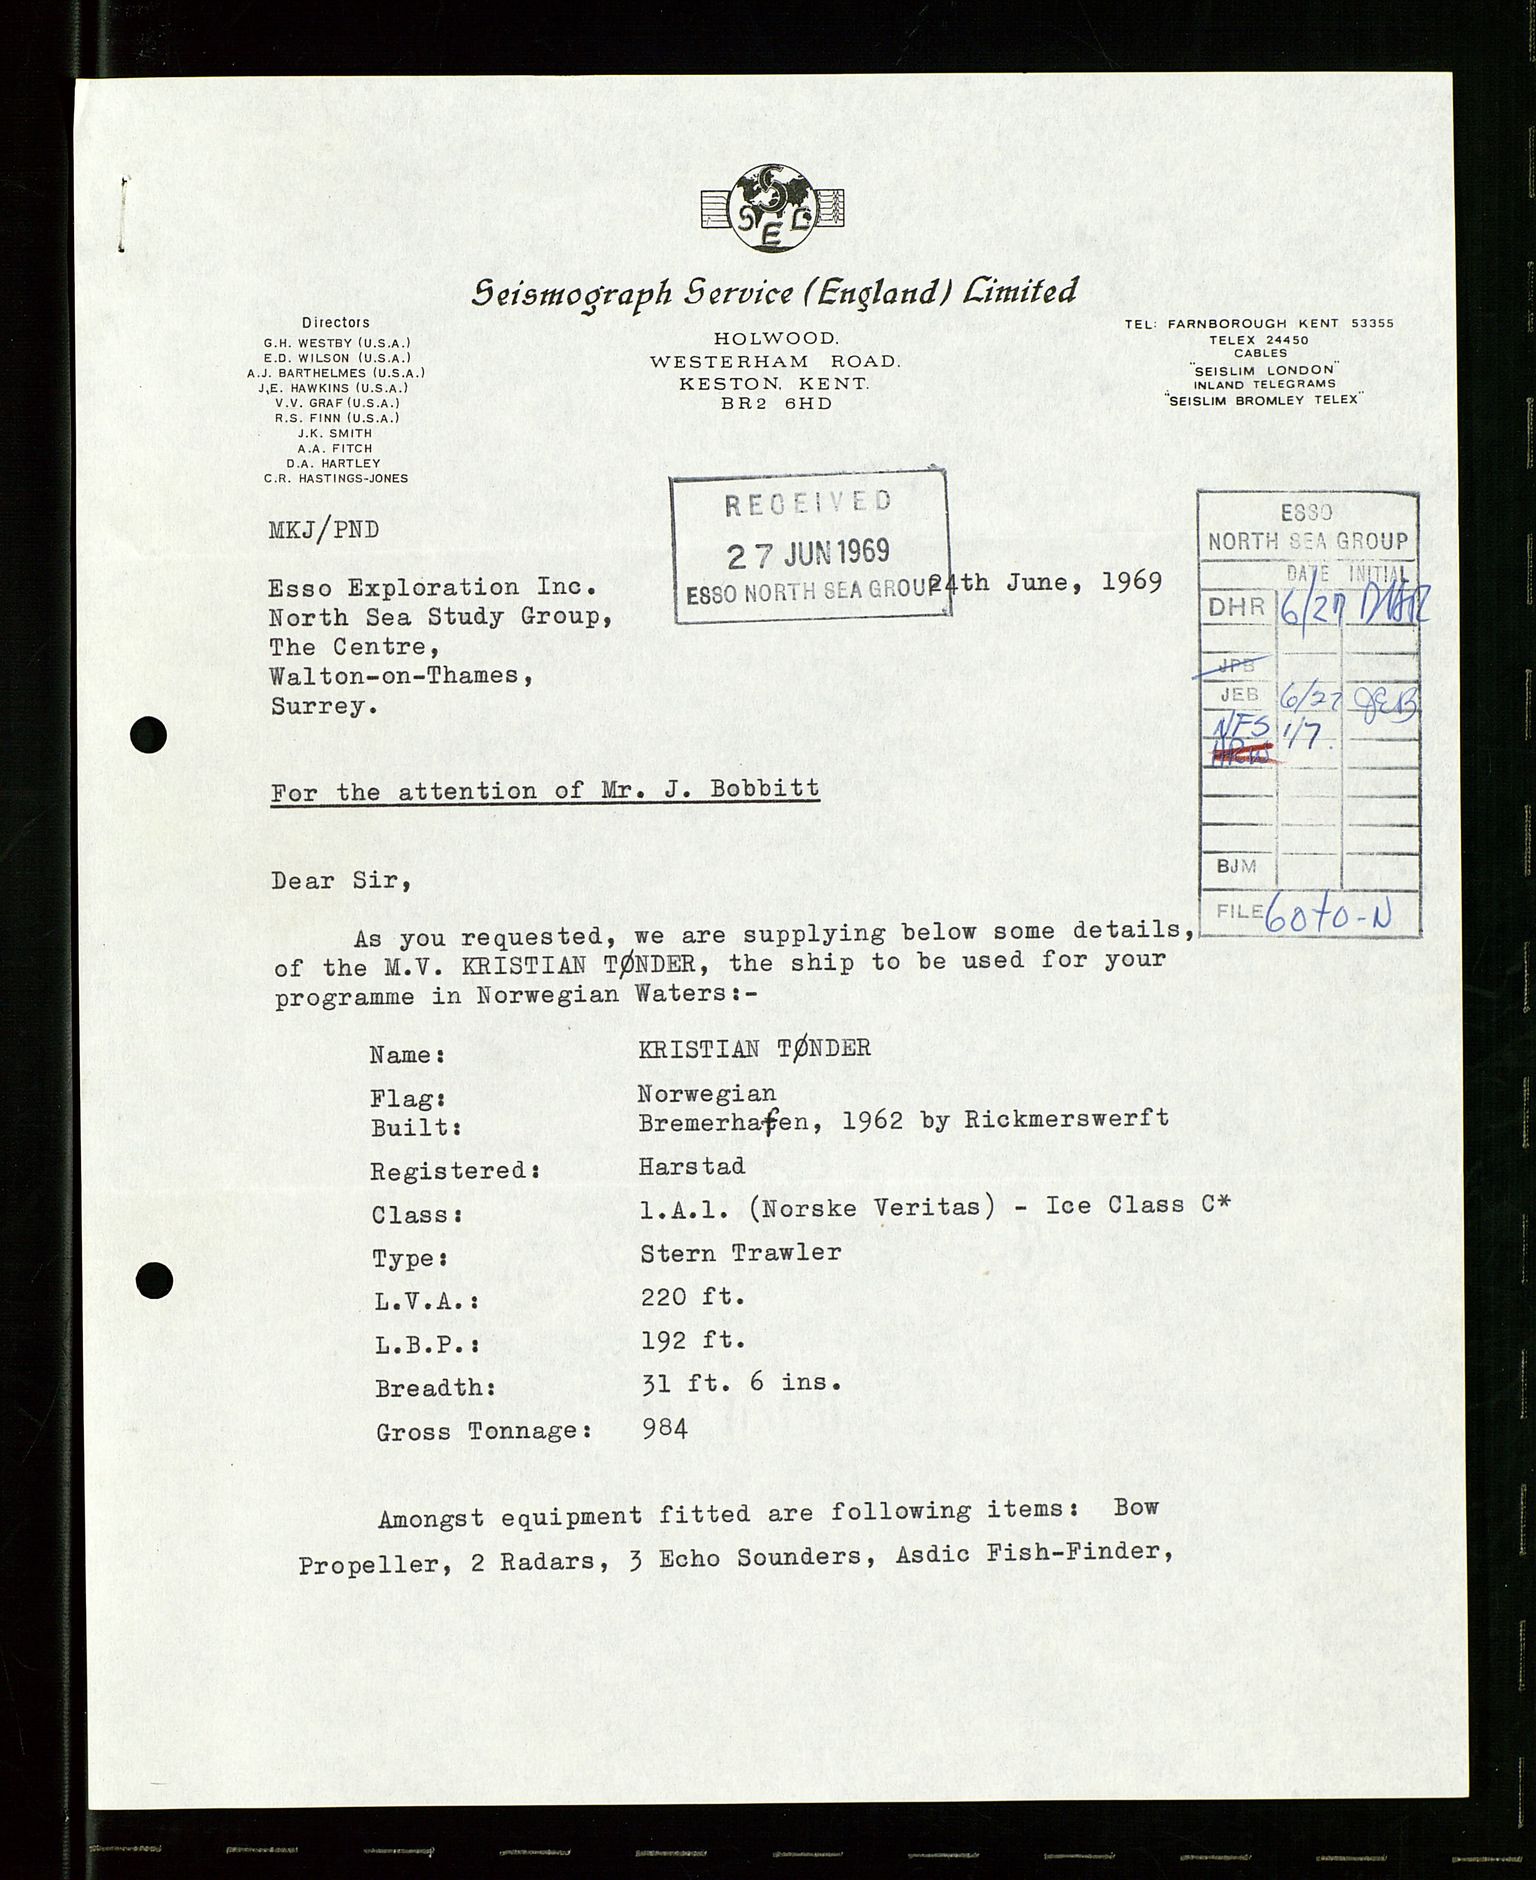 S S E L
Seismograph Service (England) Limited
Directors
G.H. WESTBY (U.S.A.)
E.D. WILSON (U.S.A.)
A.J. BARTHELMES (U.S.A.)
J.E. HAWKINS (U.S.A.)
V.V. GRAF (U.S.A.)
R.S. FINN (U.S.A.)
J.K. SMITH
A.A. FITCH
D.A. HARTLEY
C.R. HASTINGS-JONES
HOLWOOD.
WESTERHAM ROAD.
KESTON, KENT.
BR2 6HD
TEL: FARNBOROUGH KENT 53355
TELEX 24450
CABLES
"SEISLIM LONDON"
INLAND TELEGRAMS
"SEISLIM BROMLEY TELEX"
RECEIVED
27 JUN 1969
ESSO NORTH SEA GROUP
ESSO
NORTH SEA GROUP
DATE INITIAL
DHR 6/27 DHR
JPB
JEB 6/27 JEB
NFS 1/7.
BJM
FILE 6070-N
MKJ/PND
24th June, 1969
Esso Exploration Inc.
North Sea Study Group,
The Centre,
Walton-on-Thames,
Surrey.
For the attention of Mr. J. Bobbitt
Dear Sir,
As you requested, we are supplying below some details,
of the M.V. KRISTIAN TØNDER, the ship to be used for your
programme in Norwegian Waters:-
Name: KRISTIAN TØNDER
Flag: Norwegian
Built: Bremerhafen, 1962 by Rickmerswerft
Registered: Harstad
Class: 1.A.1. (Norske Veritas) - Ice Class C*
Type: Stern Trawler
L.V.A.: 220 ft.
L.B.P.: 192 ft.
Breadth: 31 ft. 6 ins.
Gross Tonnage: 984
Amongst equipment fitted are following items: Bow
Propeller, 2 Radars, 3 Echo Sounders, Asdic Fish-Finder,